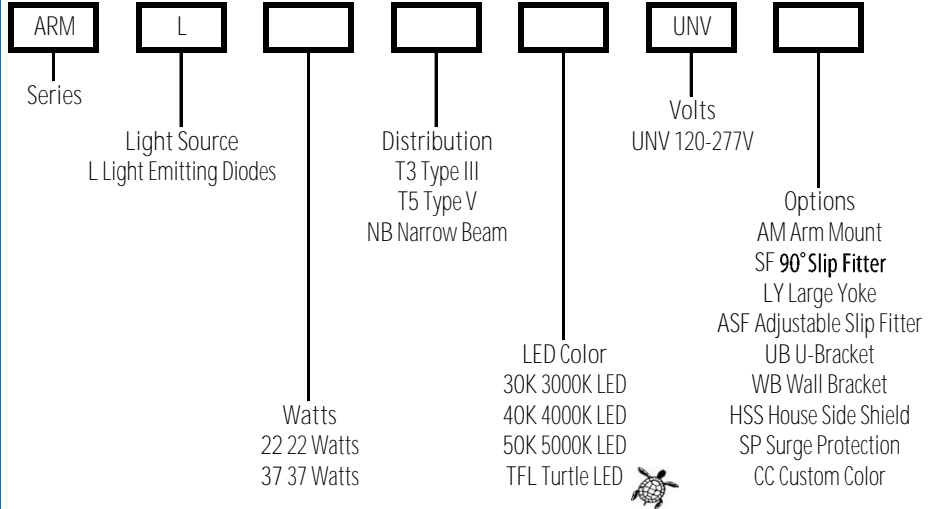 ARM
L
UNV
Series
Light Source
L Light Emitting Diodes
Watts
22 22 Watts
37 37 Watts
Distribution
T3 Type III
T5 Type V
NB Narrow Beam
LED Color
30K 3000K LED
40K 4000K LED
50K 5000K LED
TFL Turtle LED
Volts
UNV 120-277V
Options
AM Arm Mount
SF 90° Slip Fitter
LY Large Yoke
ASF Adjustable Slip Fitter
UB U-Bracket
WB Wall Bracket
HSS House Side Shield
SP Surge Protection
CC Custom Color